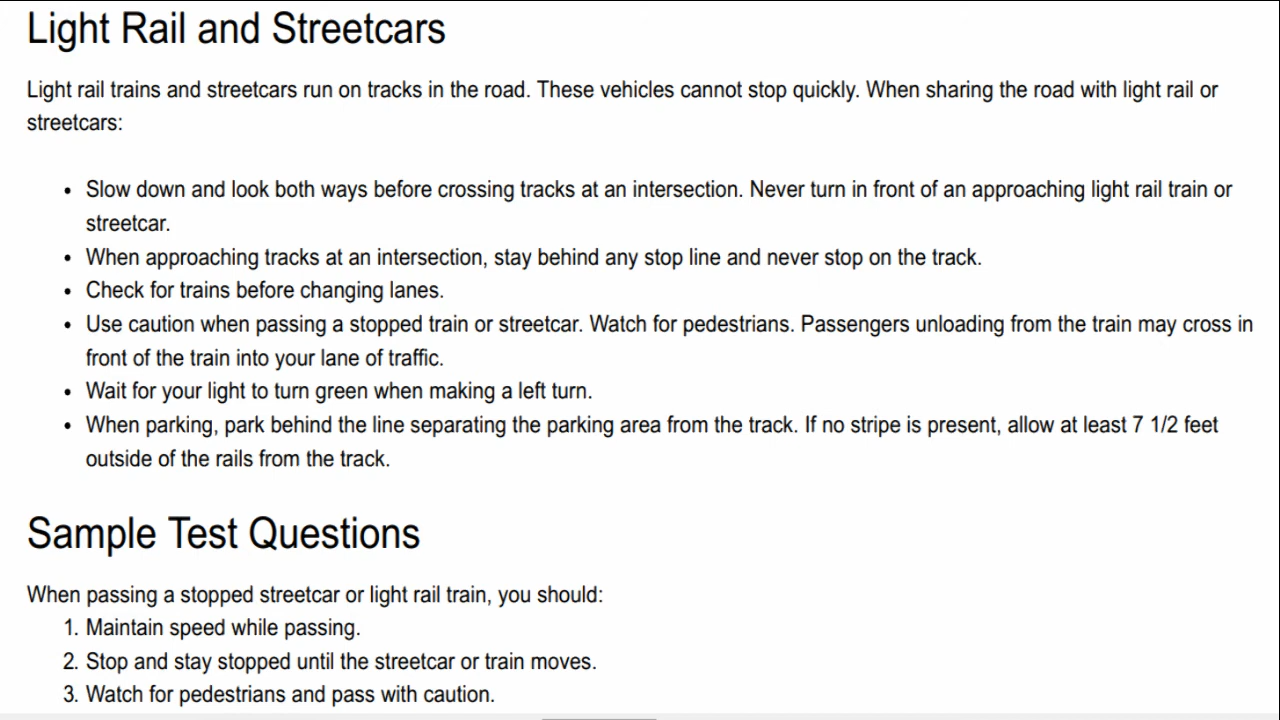 Light Rail and Streetcars
Light rail trains and streetcars run on tracks in the road. These vehicles cannot stop quickly. When sharing the road with light rail or
streetcars:
• Slow down and look both ways before crossing tracks at an intersection. Never turn in front of an approaching light rail train or
streetcar.
• When approaching tracks at an intersection, stay behind any stop line and never stop on the track.
• Check for trains before changing lanes.
• Use caution when passing a stopped train or streetcar. Watch for pedestrians. Passengers unloading from the train may cross in
front of the train into your lane of traffic.
• Wait for your light to turn green when making a left turn.
• When parking, park behind the line separating the parking area from the track. If no stripe is present, allow at least 7 1/2 feet
outside of the rails from the track.
Sample Test Questions
When passing a stopped streetcar or light rail train, you should:
1. Maintain speed while passing.
2. Stop and stay stopped until the streetcar or train moves.
3. Watch for pedestrians and pass with caution.